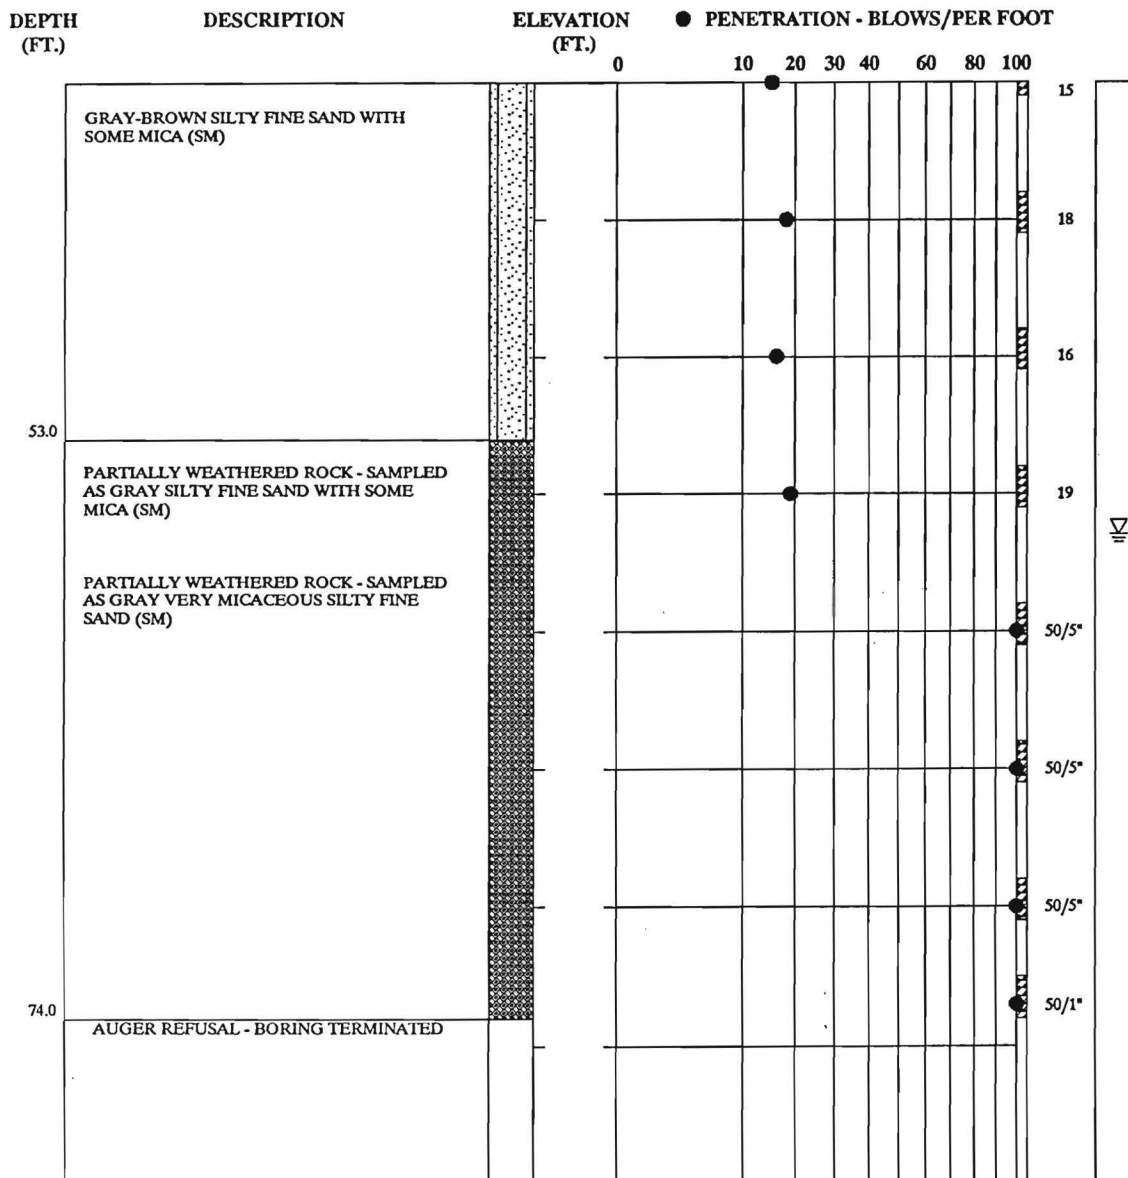 DEPTH (FT.)
DESCRIPTION
ELEVATION (FT.)
● PENETRATION - BLOWS/PER FOOT
0 10 20 30 40 60 80 100
15
GRAY-BROWN SILTY FINE SAND WITH
SOME MICA (SM)
18
16
53.0
PARTIALLY WEATHERED ROCK - SAMPLED
AS GRAY SILTY FINE SAND WITH SOME
MICA (SM)
19
PARTIALLY WEATHERED ROCK - SAMPLED
AS GRAY VERY MICACEOUS SILTY FINE
SAND (SM)
50/5"
50/5"
50/5"
50/1"
74.0
AUGER REFUSAL - BORING TERMINATED